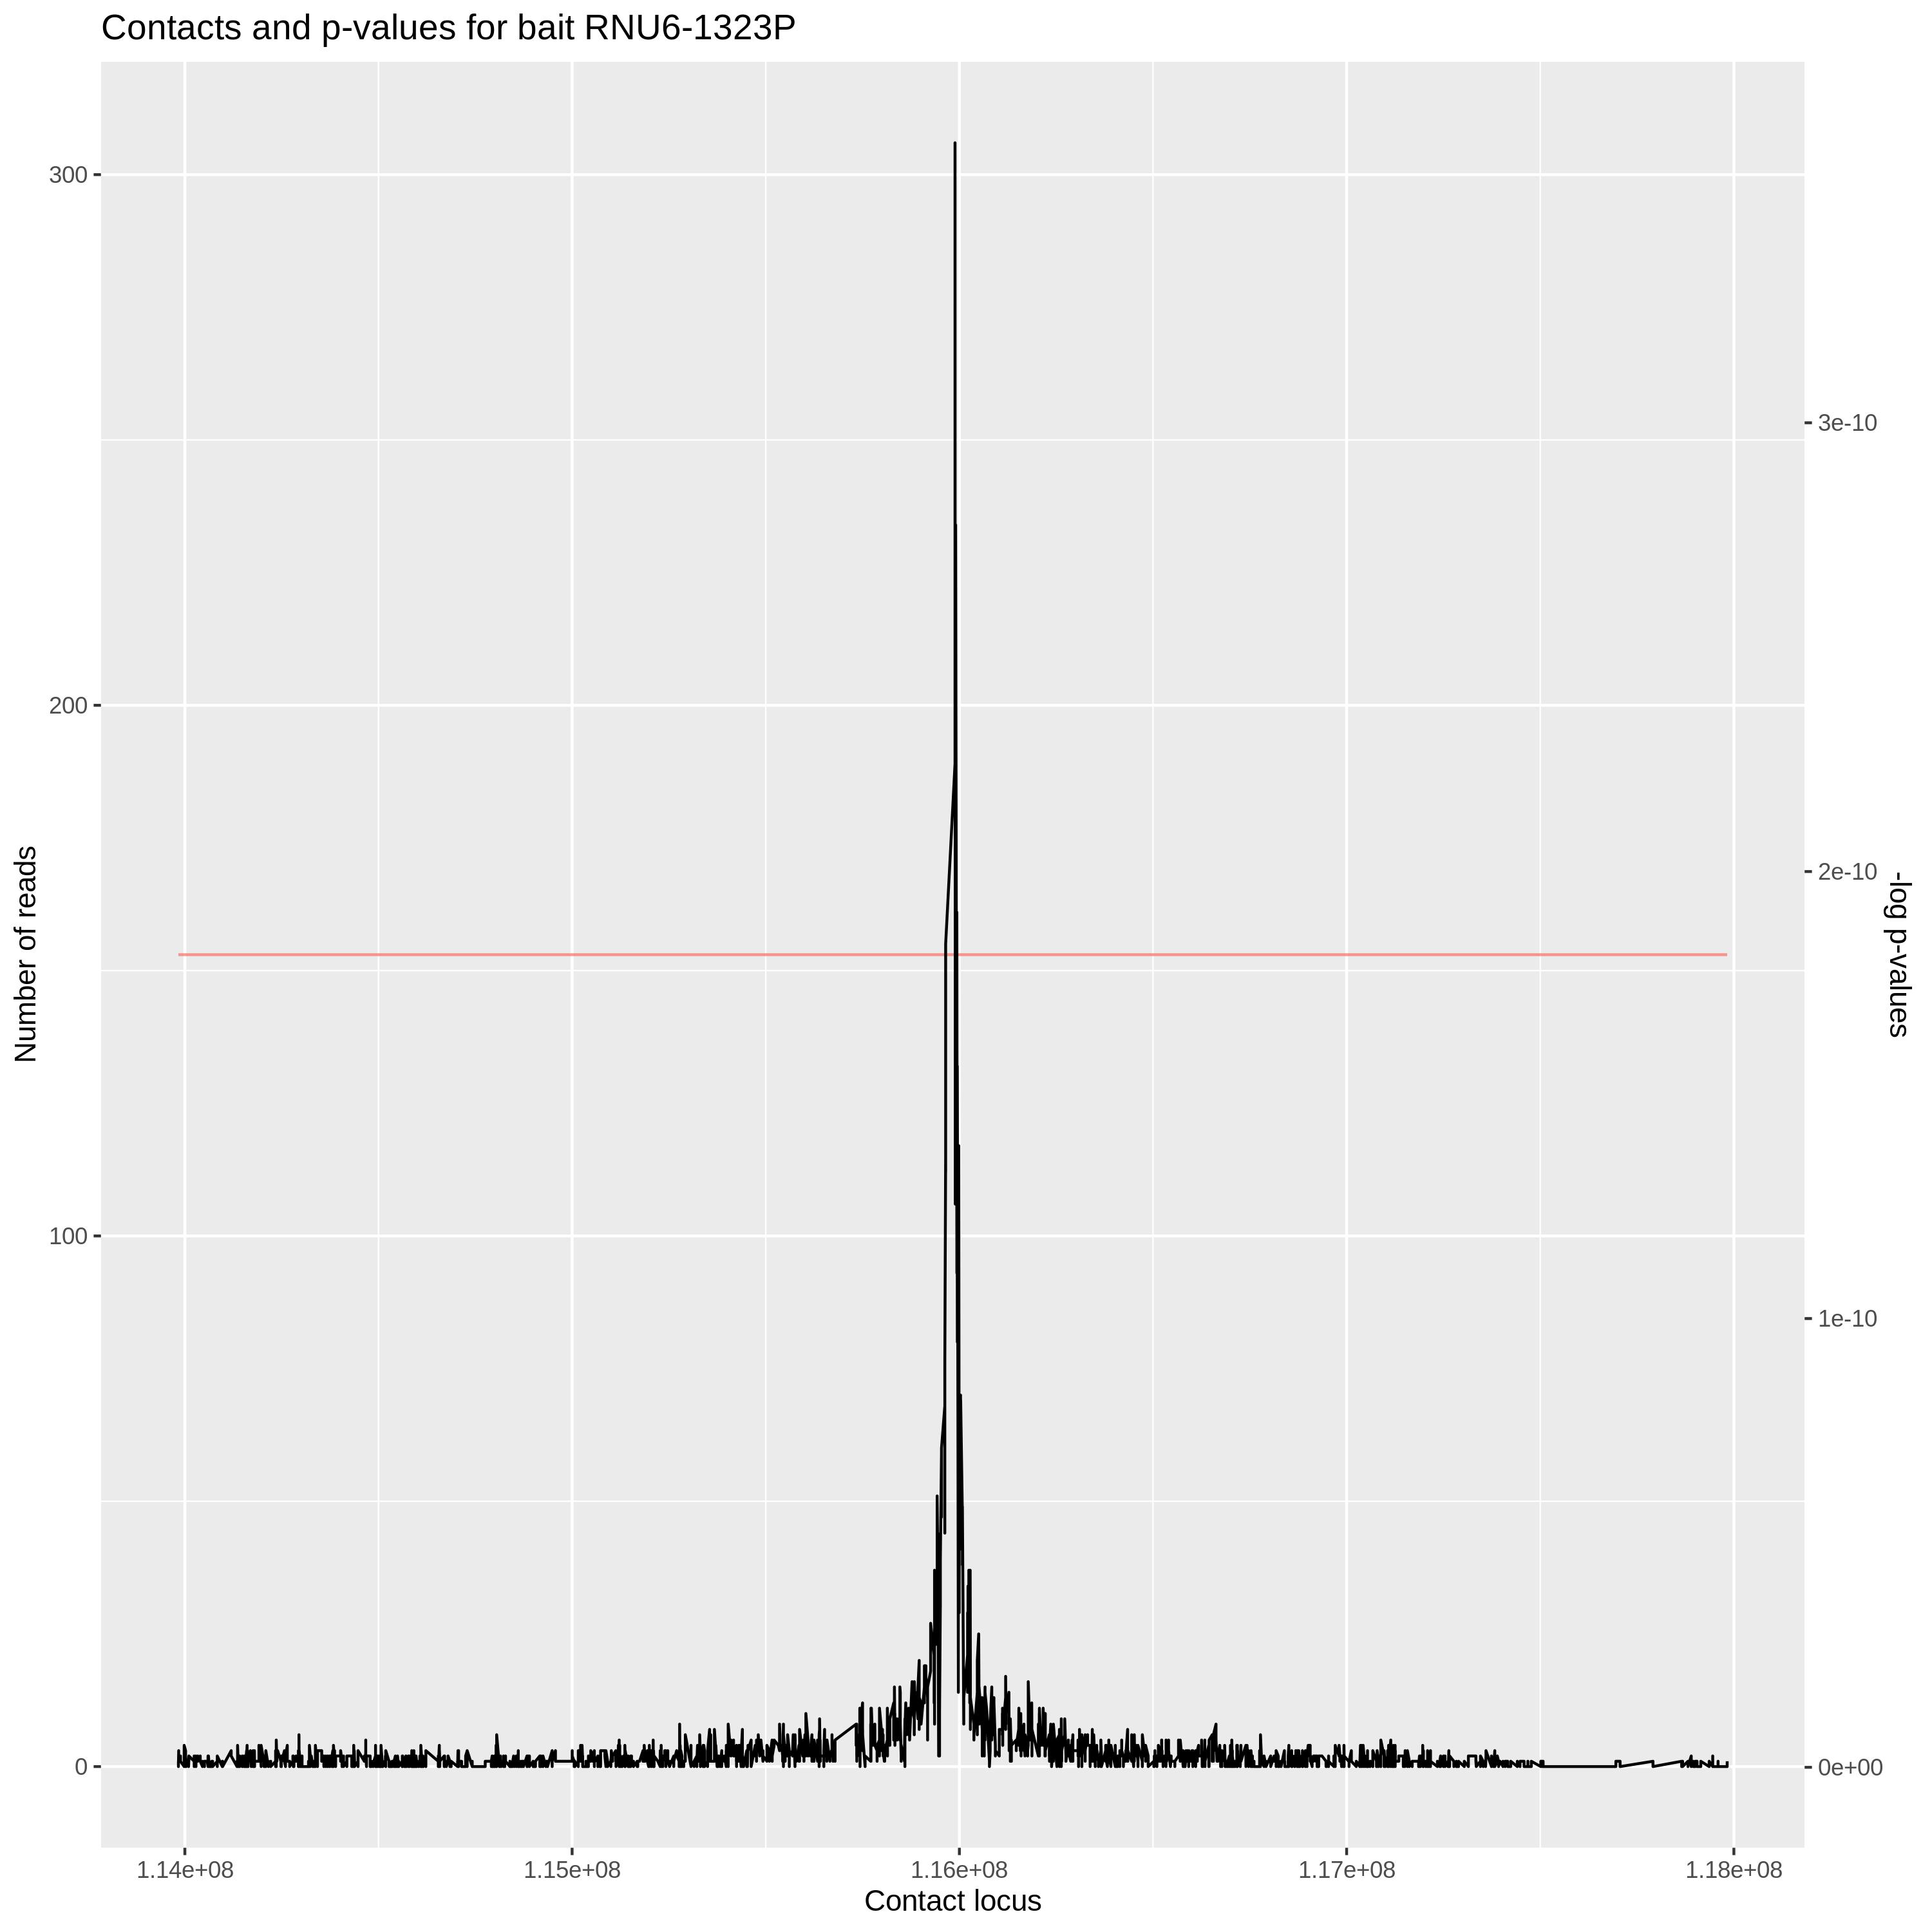 Contacts and p-values for bait RNU6-1323P
300
200
100
0
Number of reads
3e-10
2e-10
1e-10
0e+00
-log p-values
1.14e+08
1.15e+08
1.16e+08
1.17e+08
1.18e+08
Contact locus